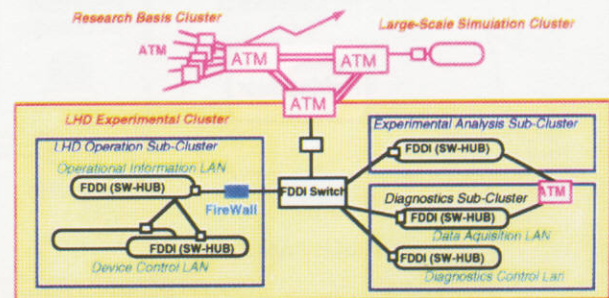 Research Basis Cluster
Large-Scale Simulation Cluster
ATM
ATM
ATM
ATM
LHD Experimental Cluster
LHD Operation Sub-Cluster
Operational Information LAN
FDDI (SW-HUB)
FireWall
FDDI (SW-HUB)
Device Control LAN
FDDI Switch
Experimental Analysis Sub-Cluster
FDDI (SW-HUB)
ATM
Diagnostics Sub-Cluster
FDDI (SW-HUB)
Data Aquisition LAN
FDDI (SW-HUB)
Diagnostics Control Lan